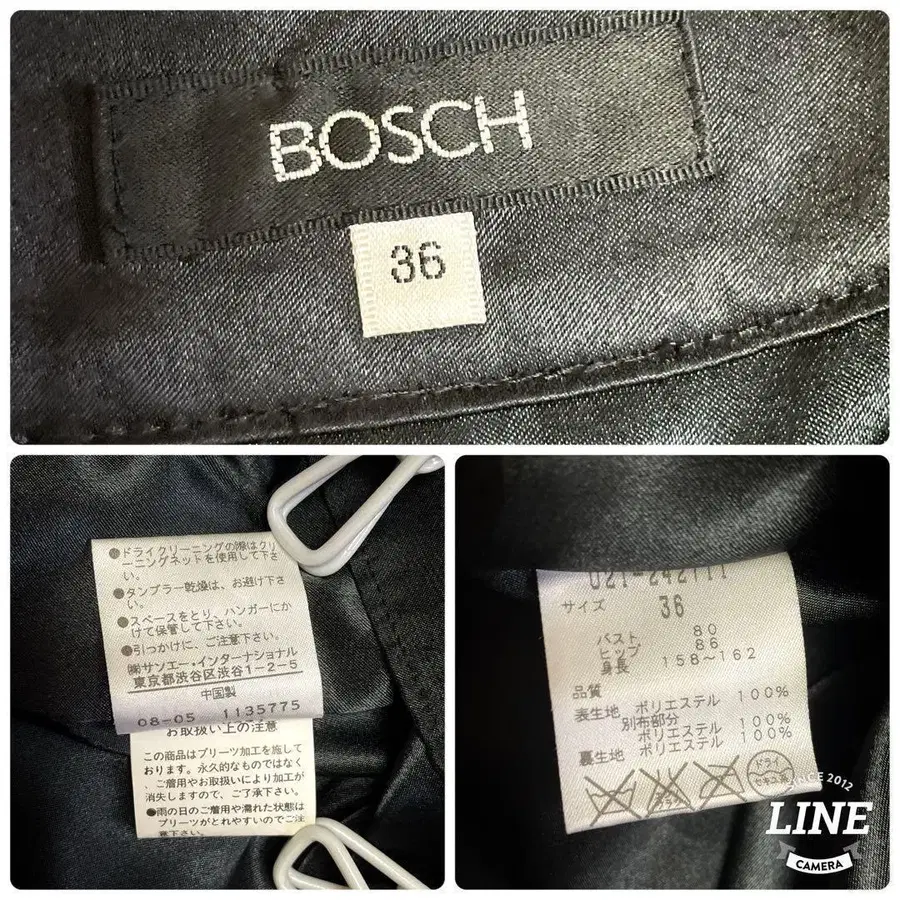 BOSCH
36
●ドライクリーニングの際はクリ
ーニングネットを使用して下さ
い。
●タンブラー乾燥は、お避け下さ
い。
●スペースをとり、ハンガーにか
けて保管して下さい。
●引っかけに、ご注意下さい。
㈱サンエー・インターナショナル
東京都渋谷区渋谷1-2-5
中国製
08-05 1135775
お取扱い上の注意
この商品はプリーツ加工を施して
おります。永久的なものではなく
、ご着用やお取扱いにより加工が
消失しますので、ご了承下さい。
●雨の日のご着用や濡れた状態は
プリーツがとれやすいのでご注
意下さい。
サイズ 36
バスト 80
ヒップ 86
身長 158～162
品質
表生地 ポリエステル 100%
別布部分
ポリエステル 100%
裏生地 ポリエステル 100%
ドライ
セキユ系
SINCE 2012
LINE
CAMERA